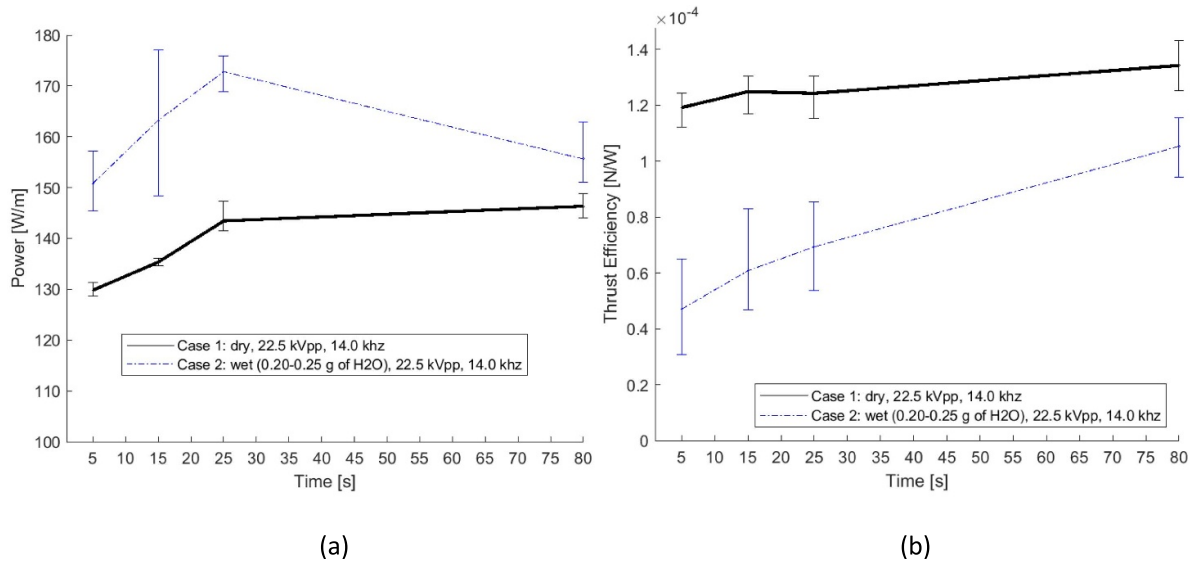 180
170
160
150
140
130
120
110
100
Power [W/m]
Case 1: dry, 22.5 kVpp, 14.0 khz
Case 2: wet (0.20-0.25 g of H2O), 22.5 kVpp, 14.0 khz
5 10 15 20 25 30 35 40 45 50 55 60 65 70 75 80
Time [s]
(a)
×10-4
1.4
1.2
1
0.8
0.6
0.4
0.2
0
Thrust Efficiency [N/W]
Case 1: dry, 22.5 kVpp, 14.0 khz
Case 2: wet (0.20-0.25 g of H2O), 22.5 kVpp, 14.0 khz
5 10 15 20 25 30 35 40 45 50 55 60 65 70 75 80
Time [s]
(b)